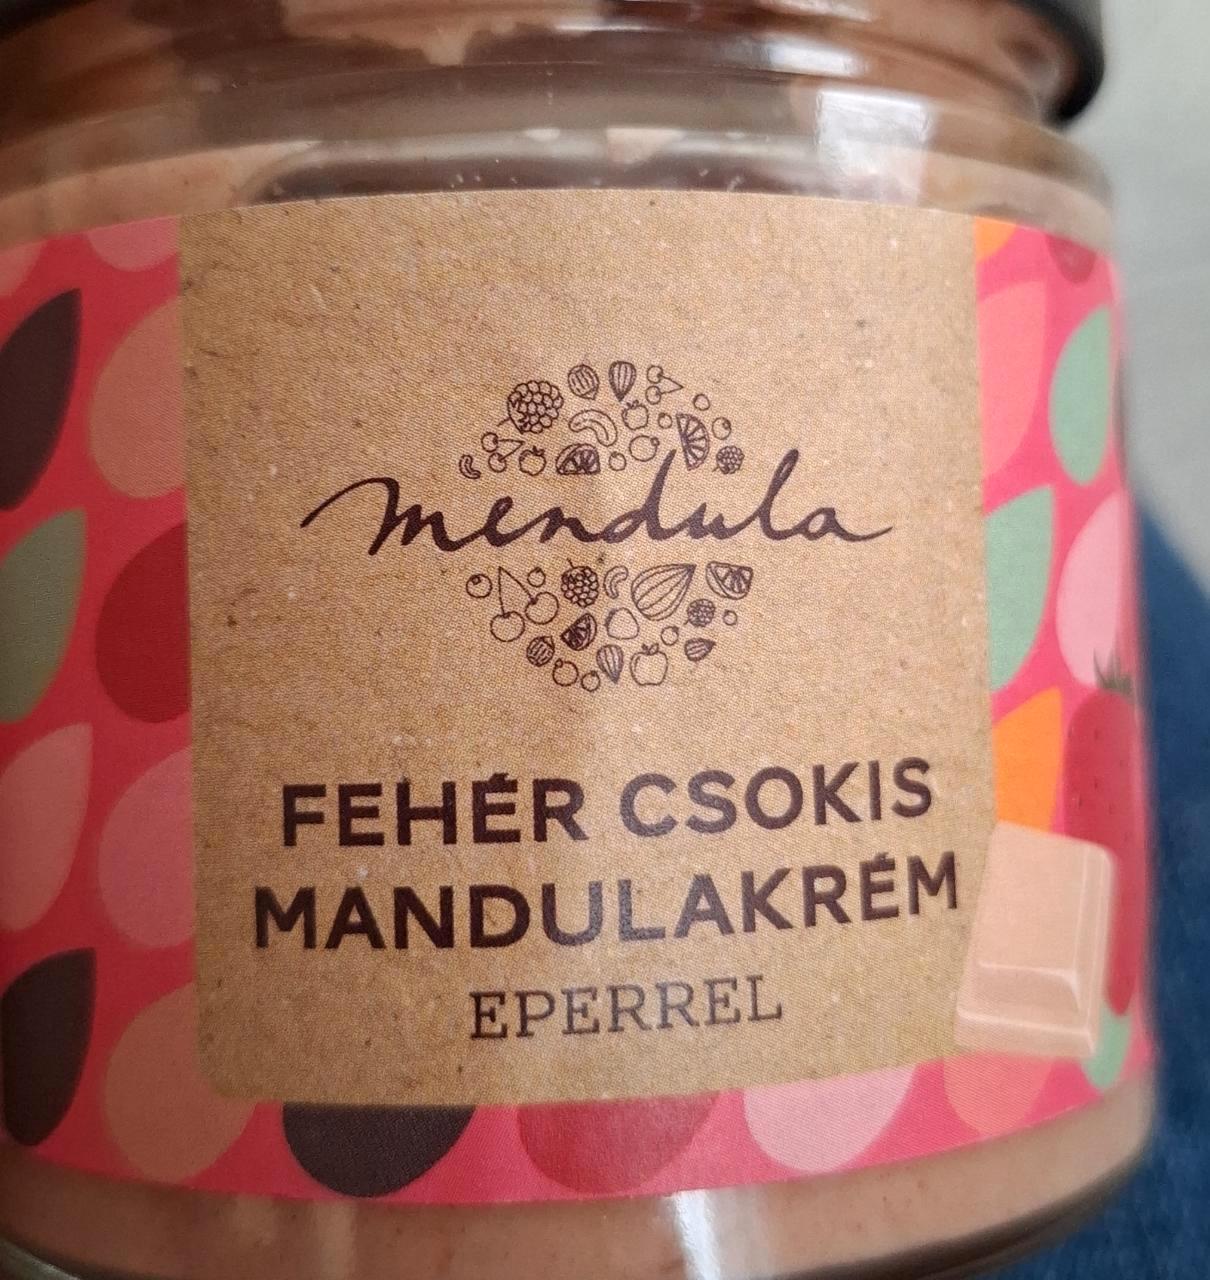 mendula
FEHÉR CSOKIS
MANDULAKRÉM
EPERREL